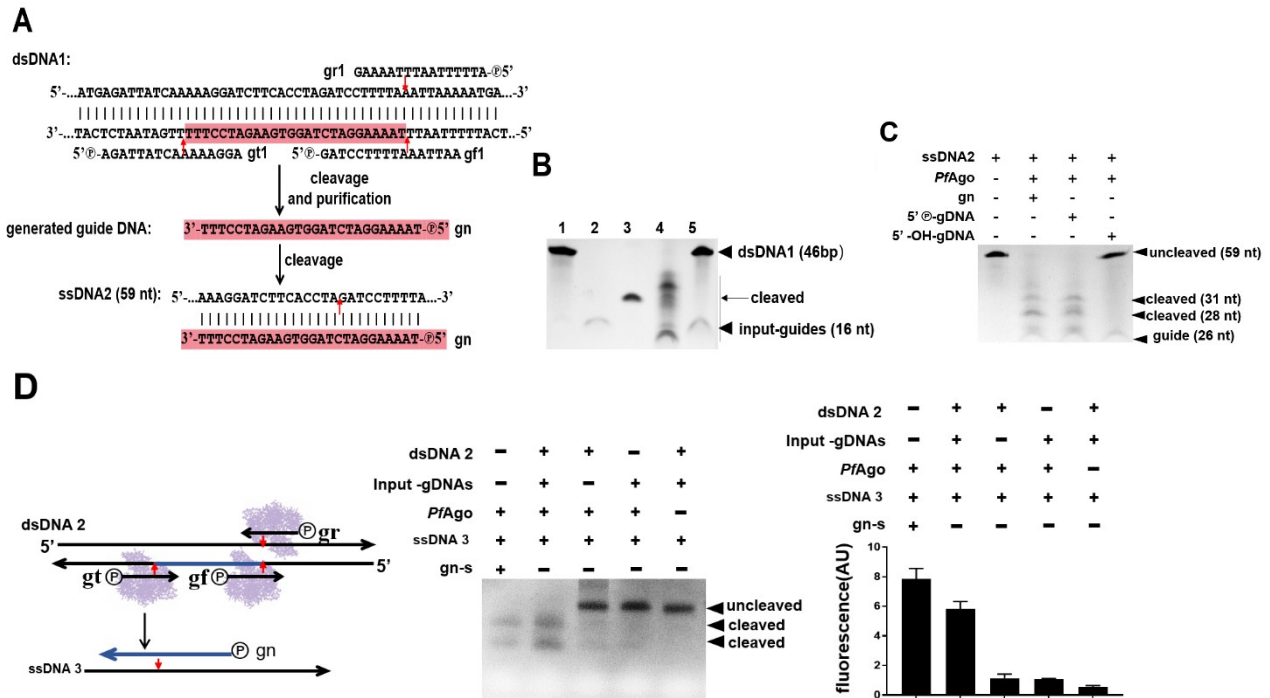 A
dsDNA1:
gr1 GAAAATTTAATTTTTA-Ⓟ5’
5’-...ATGAGATTATCAAAAAGGATCTTCACCTAGATCCTTTTAAATTAAAAATGA...-3’
3’-...TACTCTAATAGTTTTTCCTAGAAGTGGATCTAGGAAAATTTAATTTTTACT..-5’
5’Ⓟ-AGATTATCAAAAAGGA gt1 5’Ⓟ-GATCCTTTTAAATTAA gf1
cleavage
and purification
generated guide DNA: 3’-TTTCCTAGAAGTGGATCTAGGAAAAT-Ⓟ5’ gn
cleavage
ssDNA2 (59 nt): 5’-...AAAGGATCTTCACCTAGATCCTTTTA...-3’
3’-TTTCCTAGAAGTGGATCTAGGAAAAT-Ⓟ5’ gn
B
1 2 3 4 5
dsDNA1 (46bp)
cleaved
input-guides (16 nt)
C
ssDNA2 + + + +
PfAgo - + + +
gn - + - -
5’ Ⓟ-gDNA - - + -
5’ -OH-gDNA - - - +
uncleaved (59 nt)
cleaved (31 nt)
cleaved (28 nt)
guide (26 nt)
D
dsDNA 2
5’
gr
5’
gt gf
gn
ssDNA 3
dsDNA 2 - + + - +
Input -gDNAs - + - + +
PfAgo + + + + -
ssDNA 3 + + + + +
gn-s + - - - -
uncleaved
cleaved
cleaved
dsDNA 2 - + + - +
Input -gDNAs - + - + +
PfAgo + + + + -
ssDNA 3 + + + + +
gn-s + - - - -
fluorescence(AU)
10
8
6
4
2
0